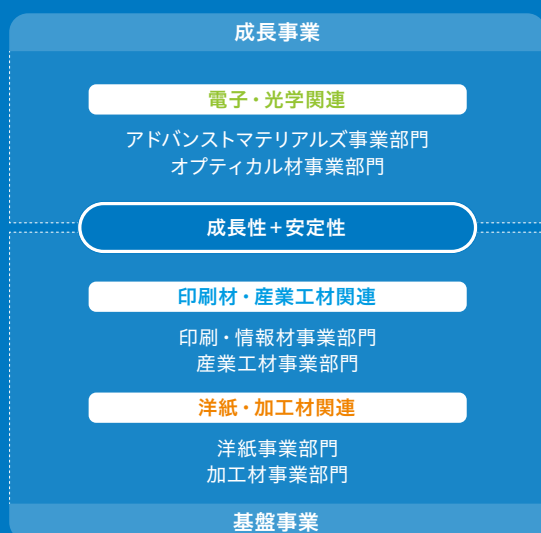 成長事業
電子・光学関連
アドバンストマテリアルズ事業部門
オプティカル材事業部門
成長性+安定性
印刷材・産業工材関連
印刷・情報材事業部門
産業工材事業部門
洋紙・加工材関連
洋紙事業部門
加工材事業部門
基盤事業